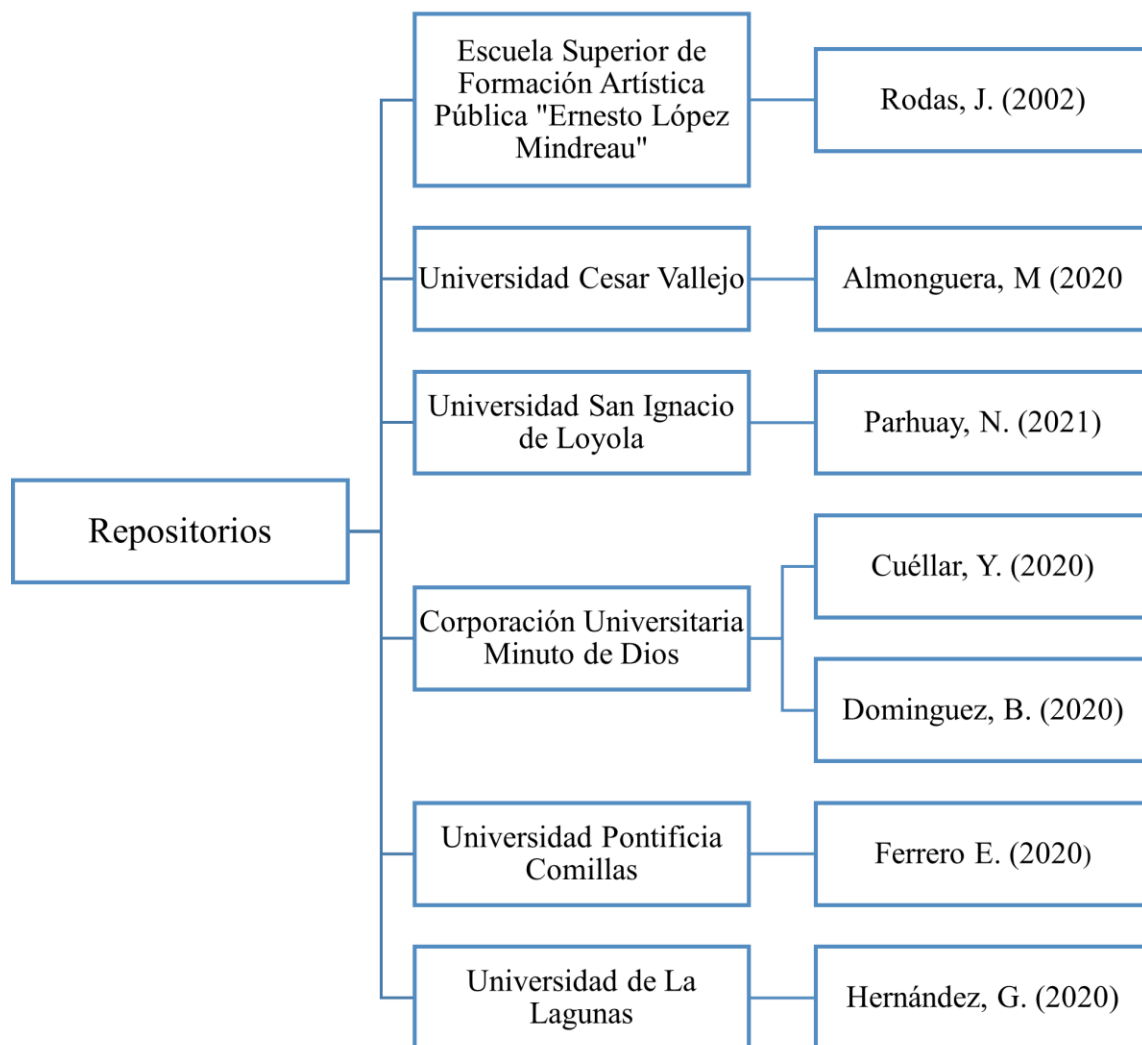 Escuela Superior de
Formación Artística
Pública "Ernesto López
Mindreau"
Rodas, J. (2002)
Universidad Cesar Vallejo
Almonguera, M (2020
Universidad San Ignacio
de Loyola
Parhuay, N. (2021)
Repositorios
Corporación Universitaria
Minuto de Dios
Cuéllar, Y. (2020)
Dominguez, B. (2020)
Universidad Pontificia
Comillas
Ferrero E. (2020)
Universidad de La
Lagunas
Hernández, G. (2020)